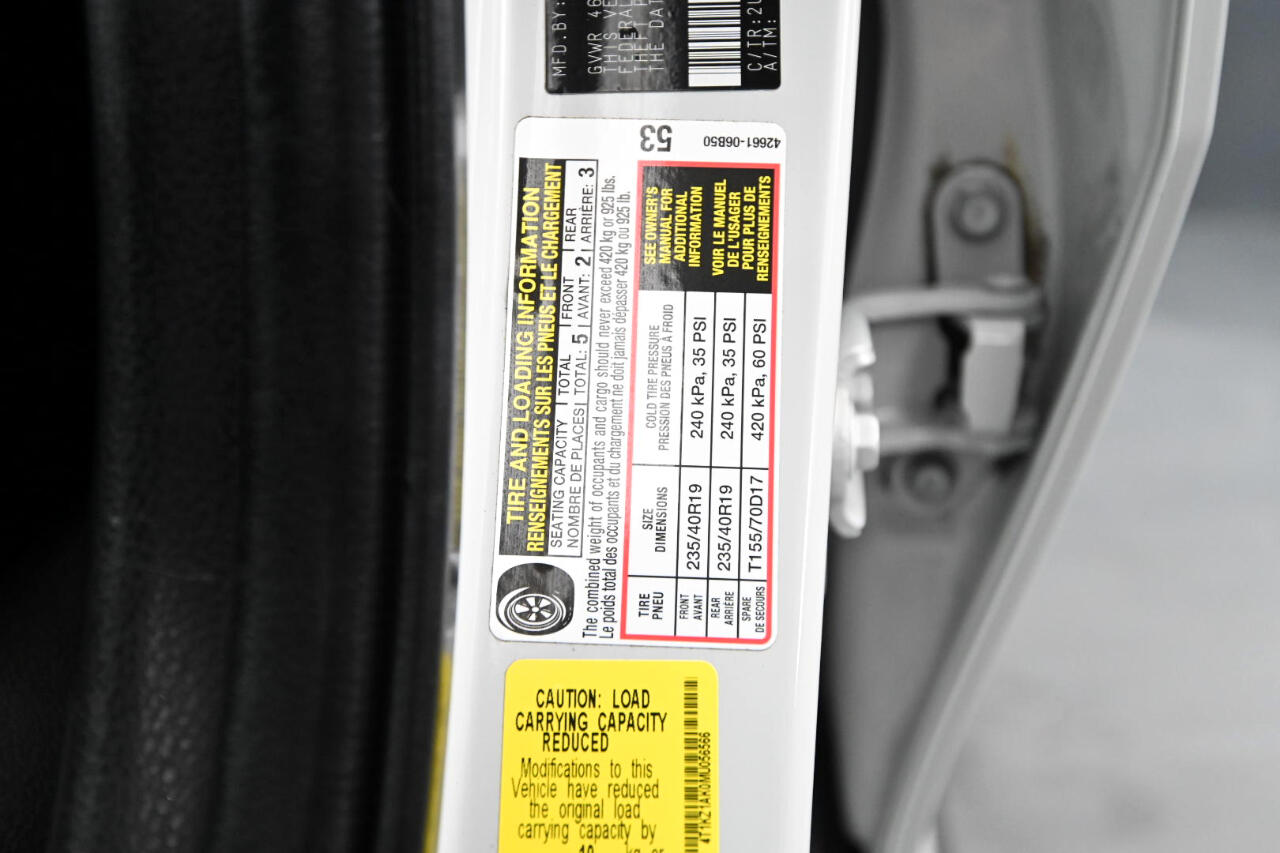 MFD.BY:
GVWR 46
THIS VE
FEDERAL
THEFT P
THE DAT
C/TR:2U
A/TM:
53
42661-06B50
TIRE AND LOADING INFORMATION
RENSEIGNEMENTS SUR LES PNEUS ET LE CHARGEMENT
SEATING CAPACITY | TOTAL | FRONT | REAR
NOMBRE DE PLACES | TOTAL: 5 | AVANT: 2 | ARRIÈRE: 3
The combined weight of occupants and cargo should never exceed 420 kg or 925 lbs.
Le poids total des occupants et du chargement ne doit jamais dépasser 420 kg ou 925 lb.
TIRE PNEU SIZE DIMENSIONS COLD TIRE PRESSURE PRESSION DES PNEUS À FROID
FRONT AVANT 235/40R19 240 kPa, 35 PSI
REAR ARRIÈRE 235/40R19 240 kPa, 35 PSI
SPARE DE SECOURS T155/70D17 420 kPa, 60 PSI
SEE OWNER'S
MANUAL FOR
ADDITIONAL
INFORMATION
VOIR LE MANUEL
DE L'USAGER
POUR PLUS DE
RENSEIGNEMENTS
CAUTION: LOAD
CARRYING CAPACITY
REDUCED
Modifications to this
Vehicle have reduced
the original load
carrying capacity by
kg or
4T1KZ1AK0MU056566